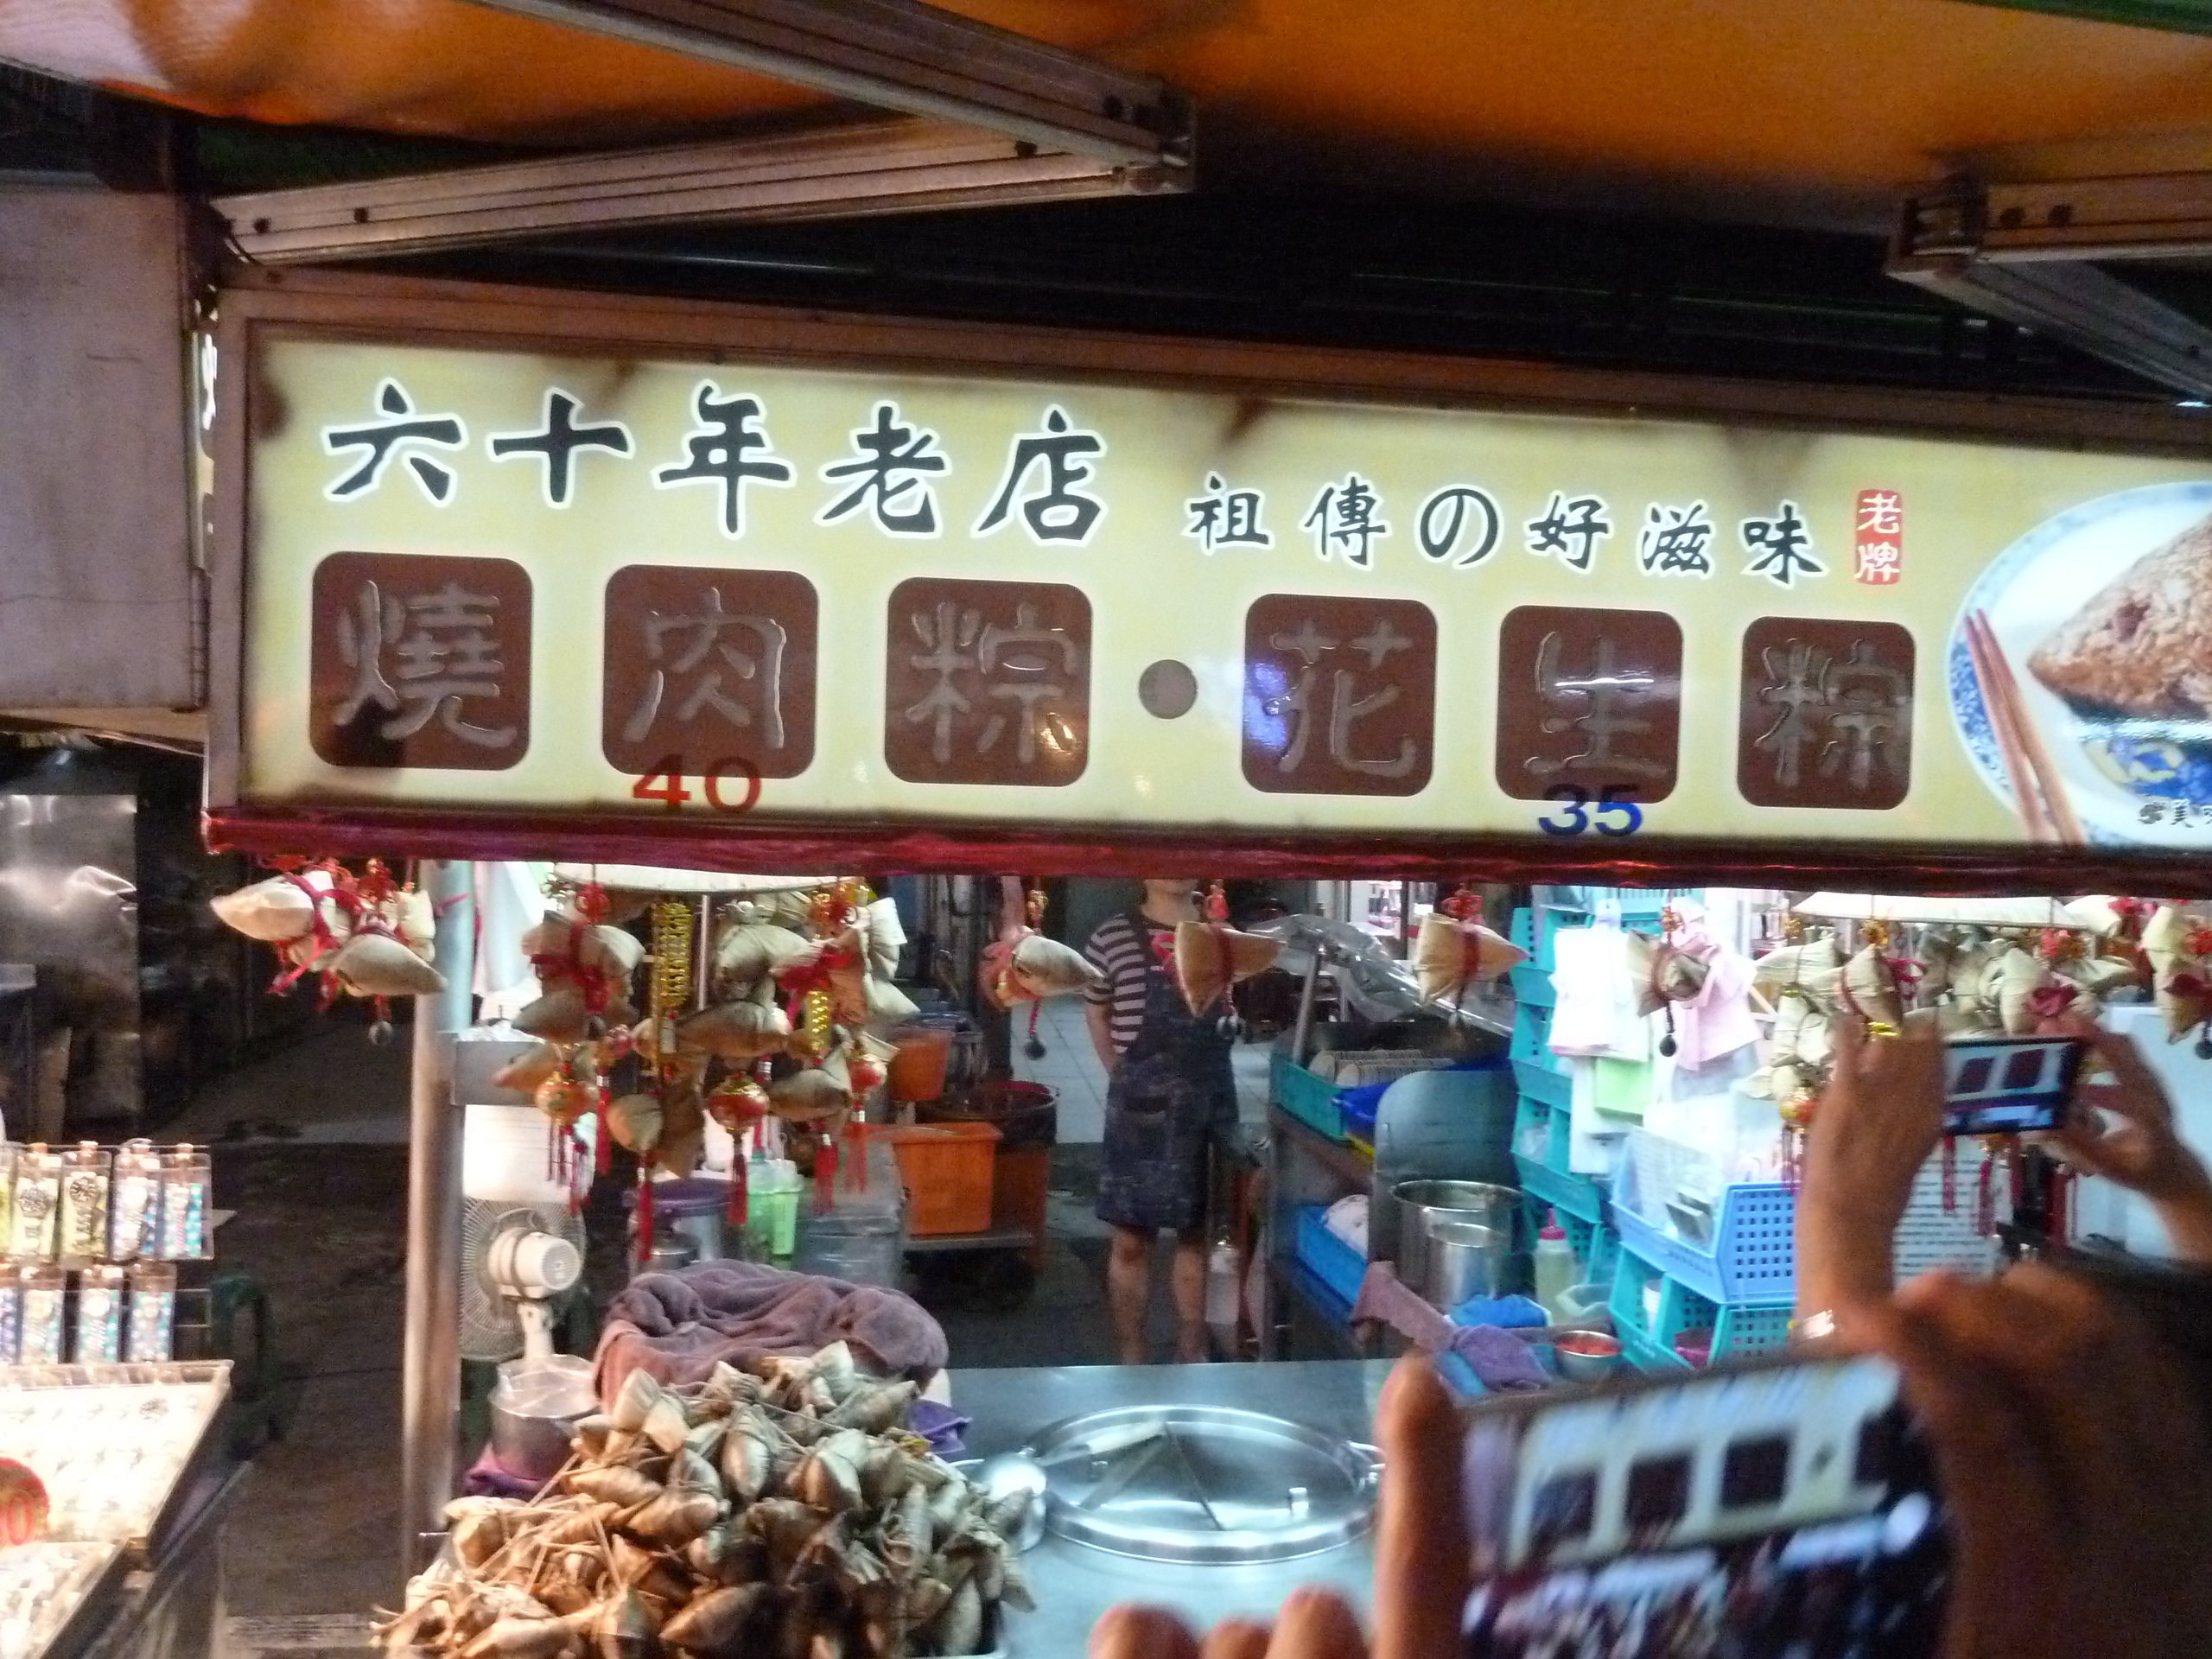 六十年老店 祖傳の好滋味 老牌
燒肉粽・花生粽
40 35